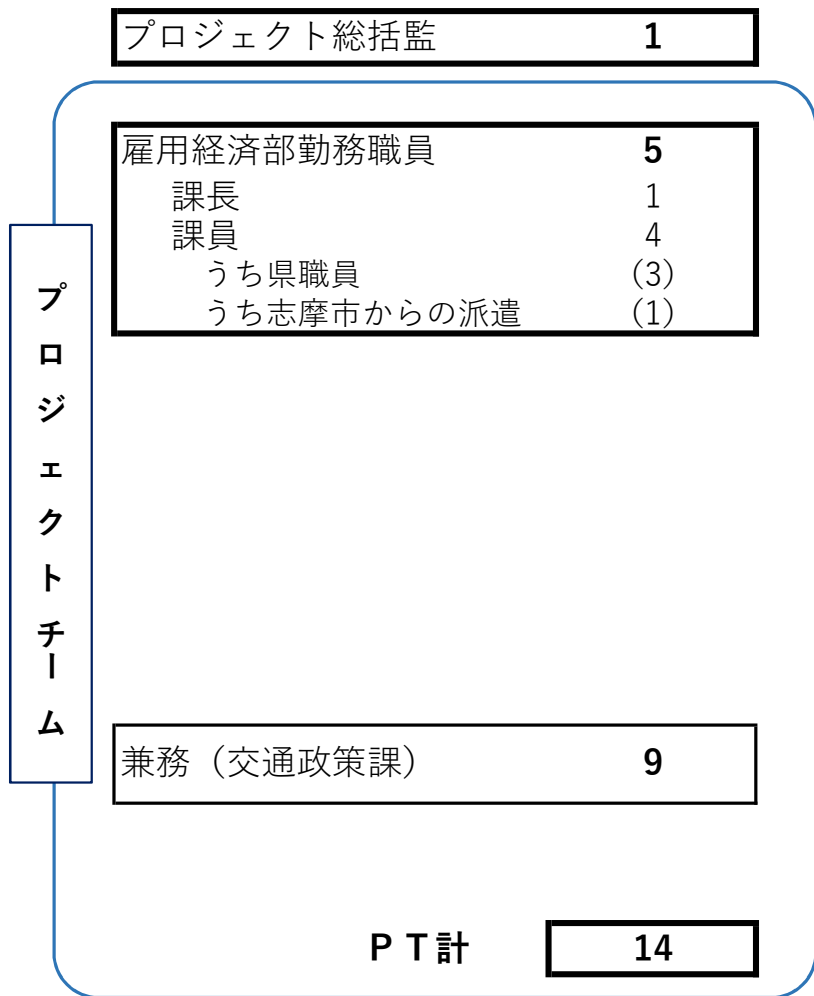 プロジェクト総括監 1
雇用経済部勤務職員 5
課長 1
課員 4
うち県職員 (3)
うち志摩市からの派遣 (1)
プロジェクトチーム
兼務（交通政策課） 9
ＰＴ計 14